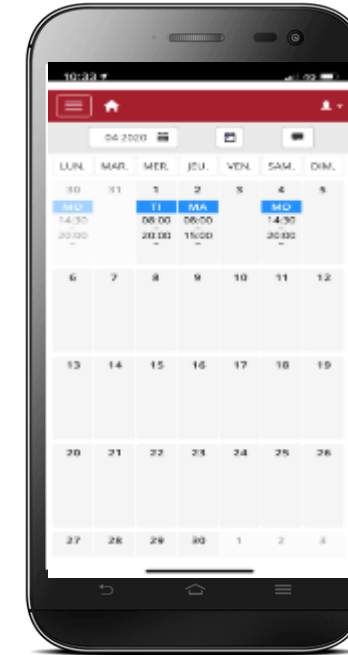 10:33
4G
04 2020
LUN. MAR. MER. JEU. VEN. SAM. DIM.
30 31 1 2 3 4 5
MD TI MA MD
14:30 08:00 08:00 14:30
– – – –
20:00 20:00 15:00 20:00
– – – –
6 7 8 9 10 11 12
13 14 15 16 17 18 19
20 21 22 23 24 25 26
27 28 29 30 1 2 3